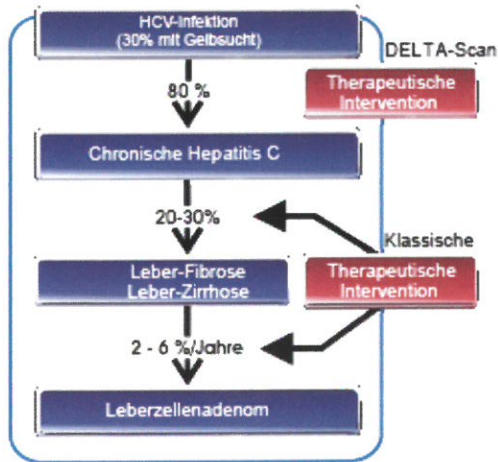 HCV-Infektion
(30% mit Gelbsucht)
DELTA-Scan
Therapeutische
Intervention
80 %
Chronische Hepatitis C
20-30%
Klassische
Therapeutische
Intervention
Leber-Fibrose
Leber-Zirrhose
2 - 6 %/Jahre
Leberzellenadenom